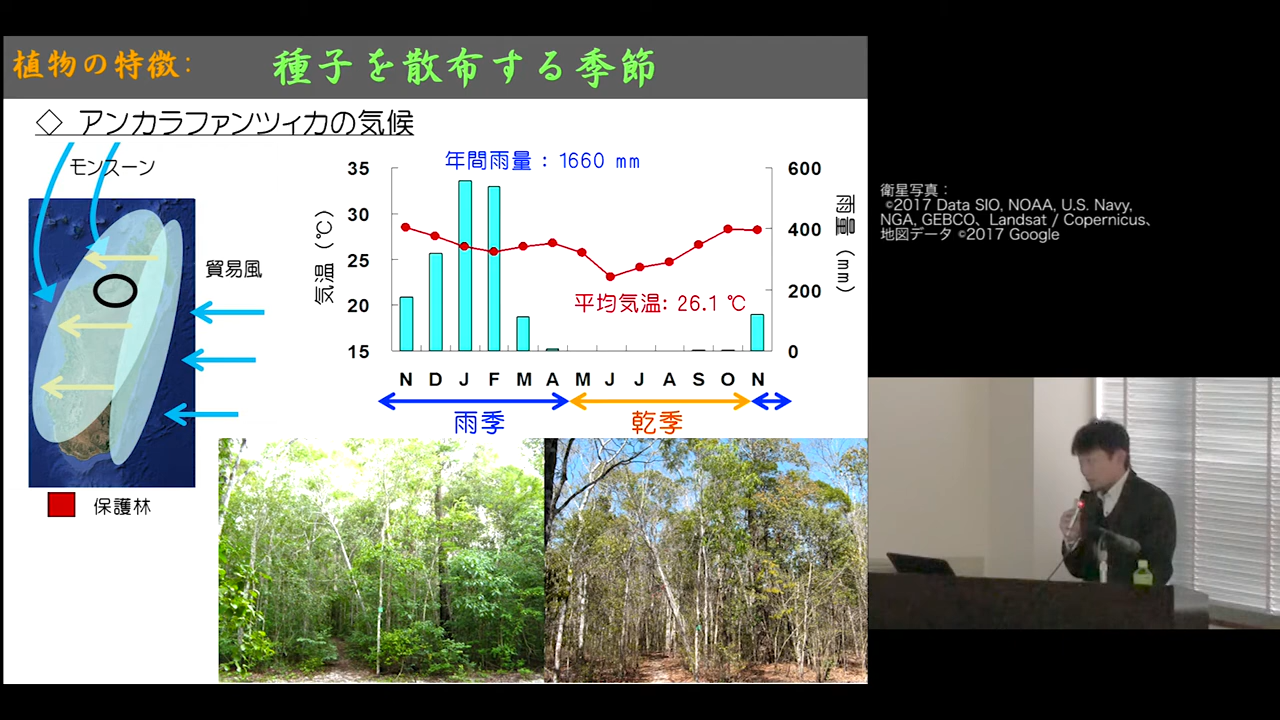 植物の特徴:
種子を散布する季節
◇ アンカラファンツィカの気候
モンスーン
貿易風
保護林
年間雨量 : 1660 mm
平均気温: 26.1 ℃
気温 (℃)
35
30
25
20
15
雨量 (mm)
600
400
200
0
N D J F M A M J J A S O N
雨季
乾季
衛星写真：
©2017 Data SIO, NOAA, U.S. Navy,
NGA, GEBCO、Landsat / Copernicus、
地図データ ©2017 Google